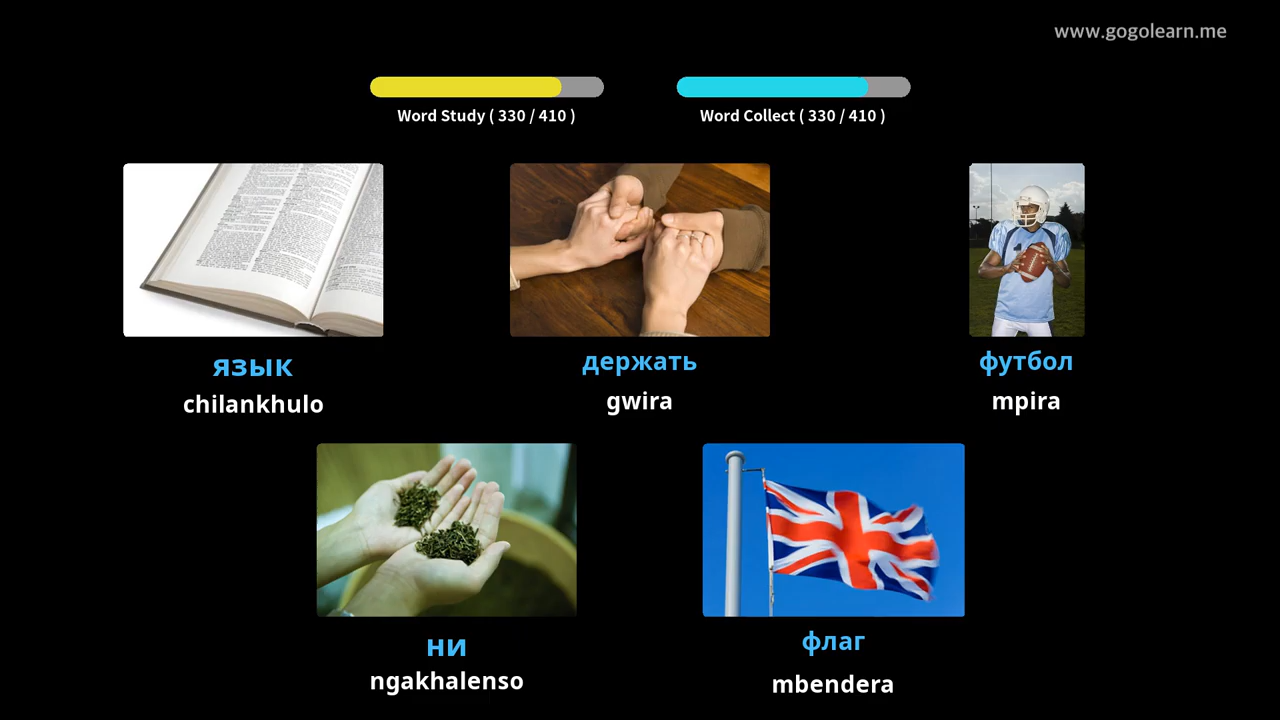 www.gogolearn.me
Word Study ( 330 / 410 )
Word Collect ( 330 / 410 )
язык
chilankhulo
держать
gwira
футбол
mpira
ни
ngakhalenso
флаг
mbendera